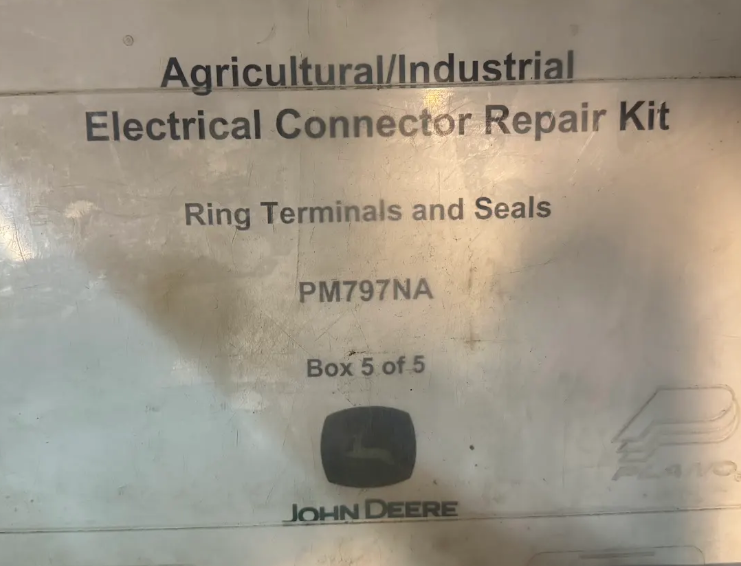 Agricultural/Industrial
Electrical Connector Repair Kit
Ring Terminals and Seals
PM797NA
Box 5 of 5
JOHN DEERE
PLANO